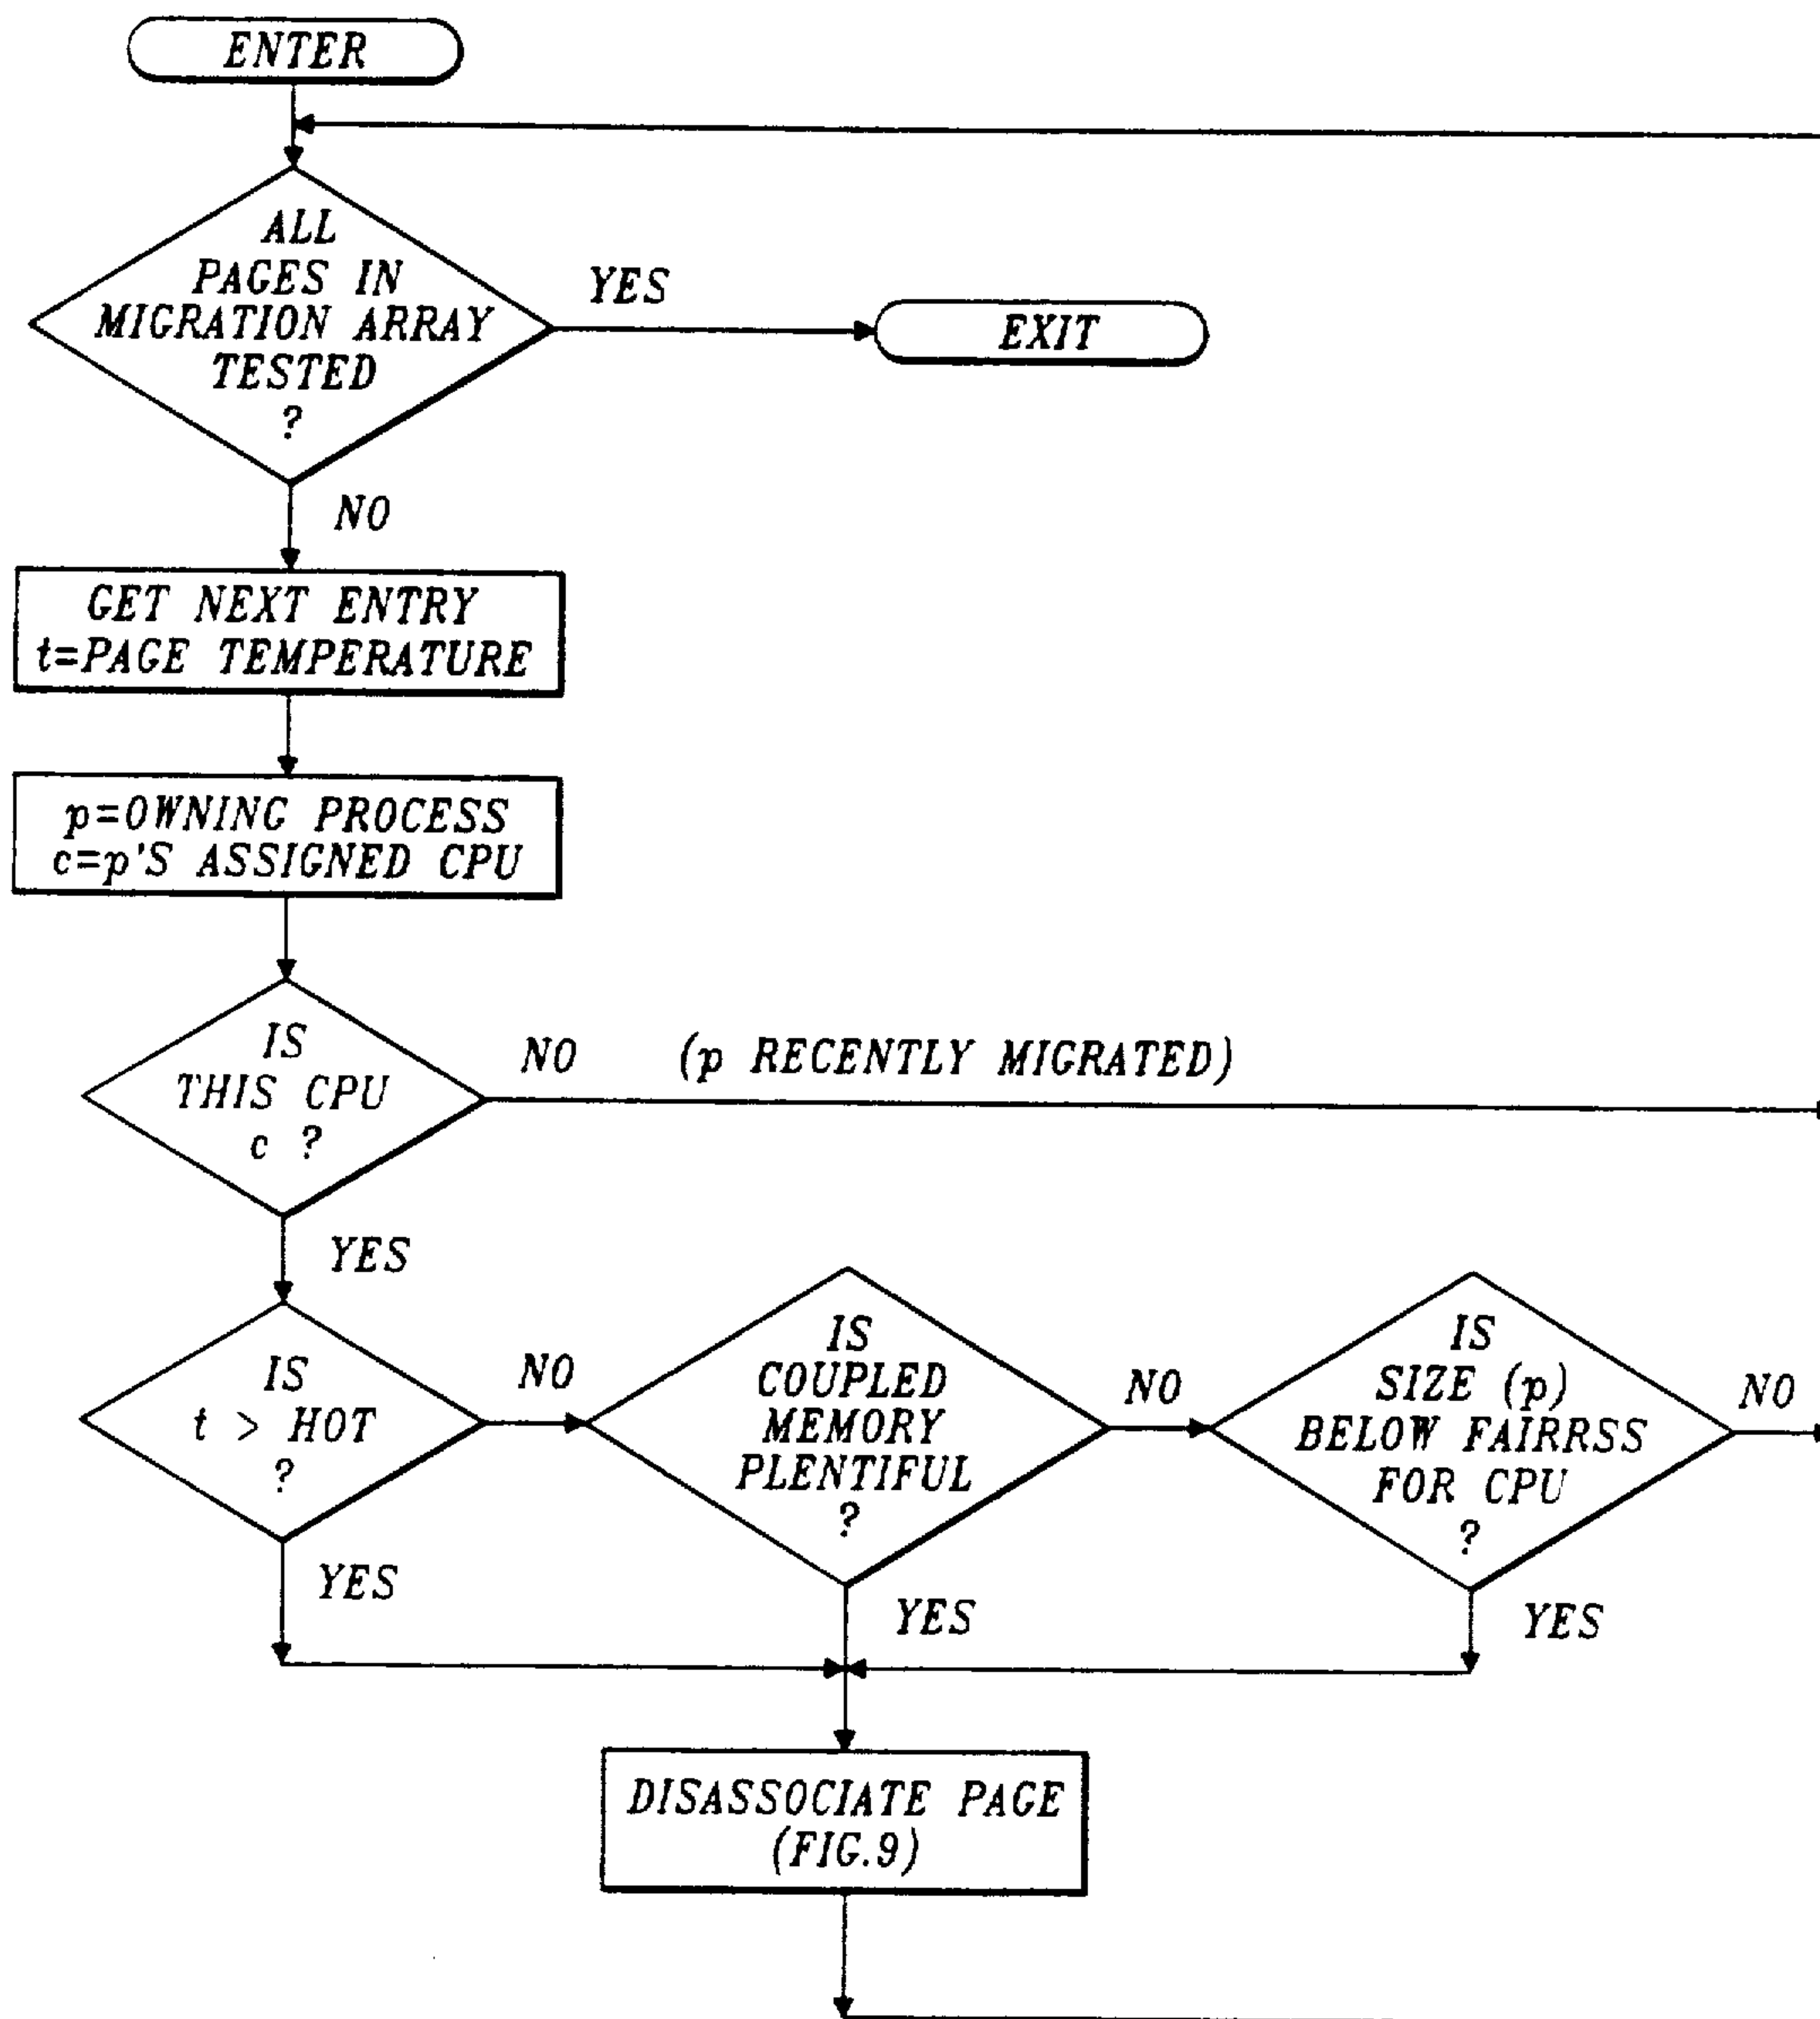 ENTER
ALL
PAGES IN
MIGRATION ARRAY
TESTED
?
YES
EXIT
NO
GET NEXT ENTRY
t=PAGE TEMPERATURE
p=OWNING PROCESS
c=p'S ASSIGNED CPU
IS
THIS CPU
c ?
NO (p RECENTLY MIGRATED)
YES
IS
t > HOT
?
NO
IS
COUPLED
MEMORY
PLENTIFUL
?
NO
IS
SIZE (p)
BELOW FAIRRSS
FOR CPU
?
NO
YES
YES
YES
DISASSOCIATE PAGE
(FIG.9)